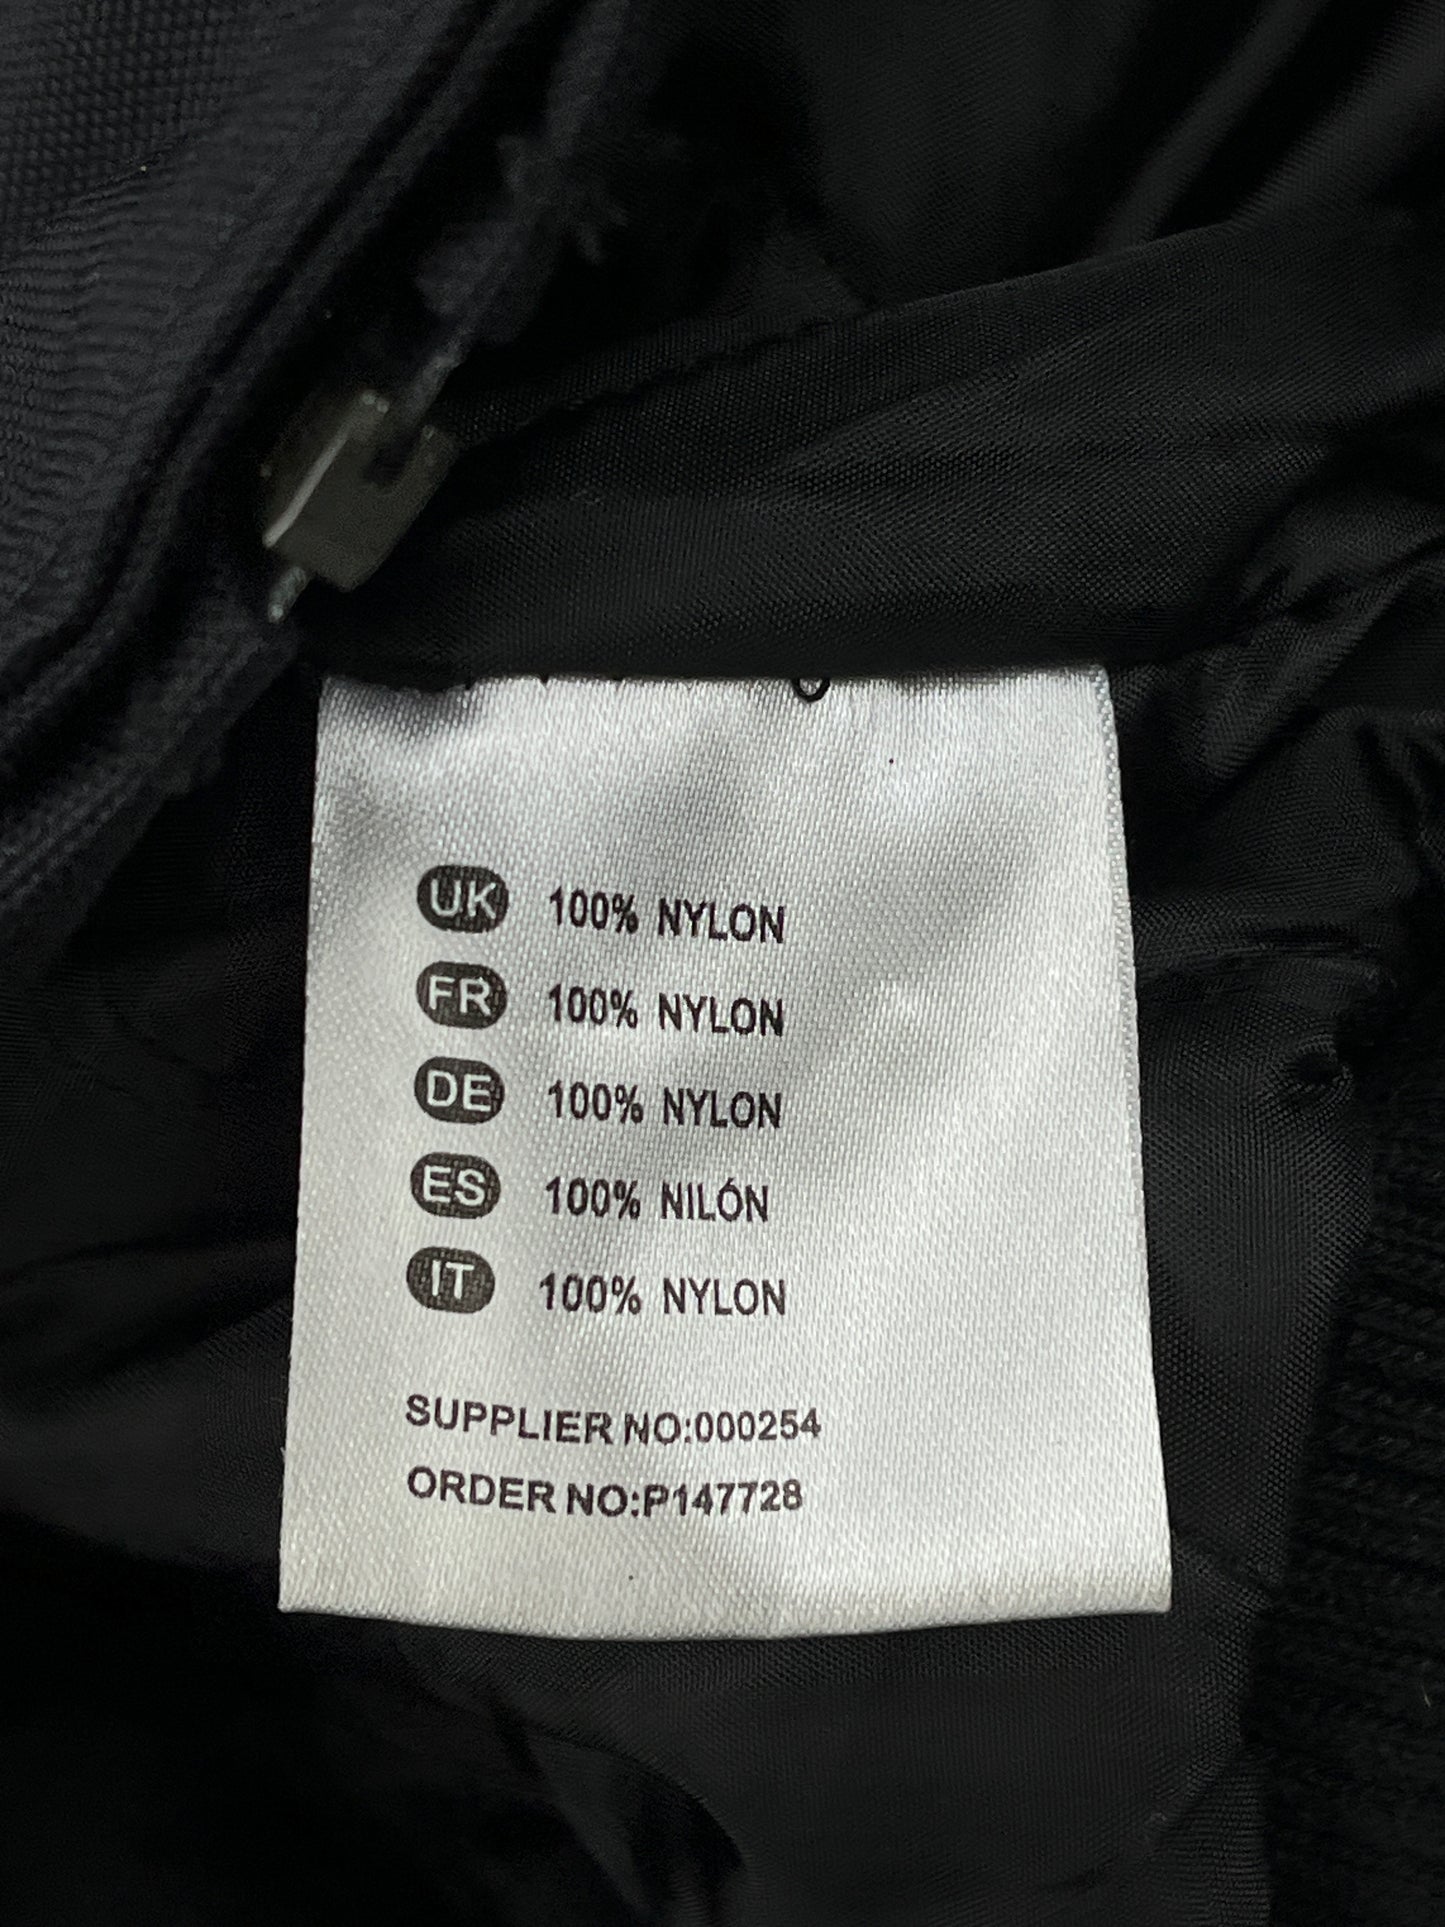 UK 100% NYLON
FR 100% NYLON
DE 100% NYLON
ES 100% NILÓN
IT 100% NYLON
SUPPLIER NO:000254
ORDER NO:P147728